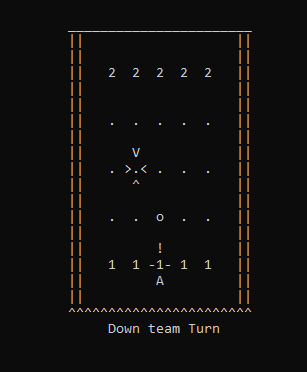 2 2 2 2 2
. . . . .
V
. >.< . . .
^
. . o . .
!
1 1 -1- 1 1
A
^^^^^^^^^^^^^^^^^^^^^^^
Down team Turn